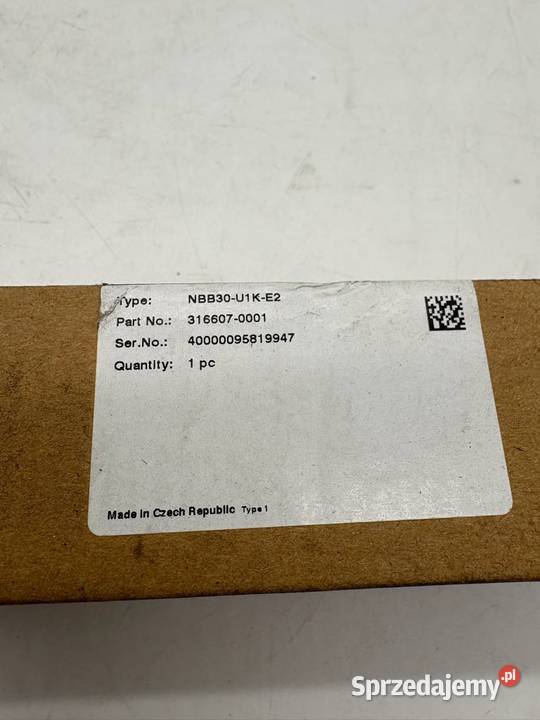 Type: NBB30-U1K-E2
Part No.: 316607-0001
Ser.No.: 40000095819947
Quantity: 1 pc
Made in Czech Republic Type 1
Sprzedajemy.pl